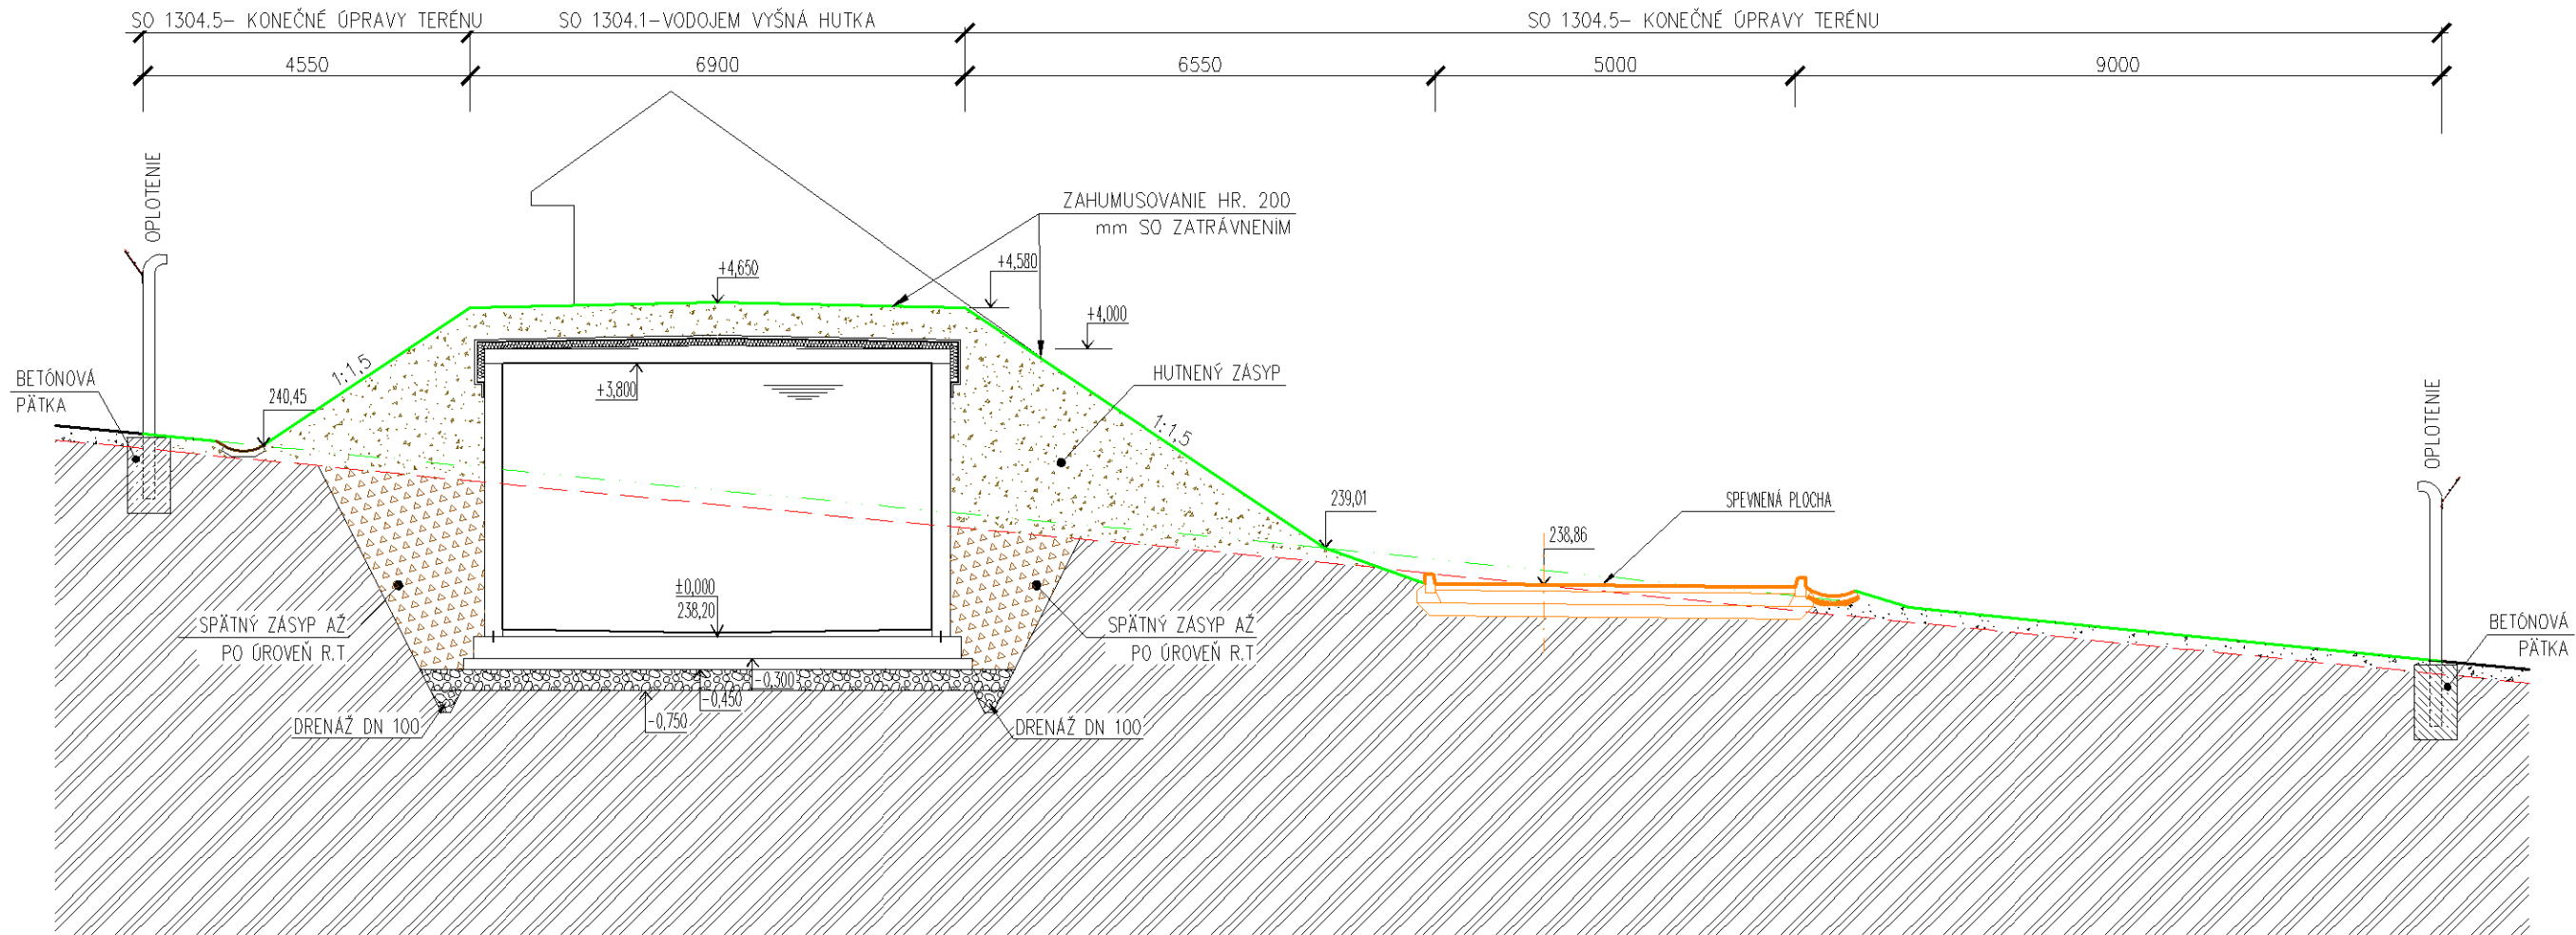 SO 1304.5– KONEČNÉ ÚPRAVY TERÉNU
SO 1304.1–VODOJEM VYŠNÁ HUTKA
SO 1304.5– KONEČNÉ ÚPRAVY TERÉNU
4550
6900
6550
5000
9000
OPLOTENIE
ZAHUMUSOVANIE HR. 200
mm SO ZATRÁVNENÍM
+4,650
+4,580
+4,000
1:1,5
BETÓNOVÁ
PÄTKA
240,45
+3,800
HUTNENÝ ZÁSYP
1:1,5
OPLOTENIE
239,01
SPEVNENÁ PLOCHA
238,86
±0,000
238,20
SPÄTNÝ ZÁSYP AŽ
PO ÚROVEŇ R.T
SPÄTNÝ ZÁSYP AŽ
PO ÚROVEŇ R.T
BETÓNOVÁ
PÄTKA
–0,300
–0,450
–0,750
DRENÁŽ DN 100
DRENÁŽ DN 100